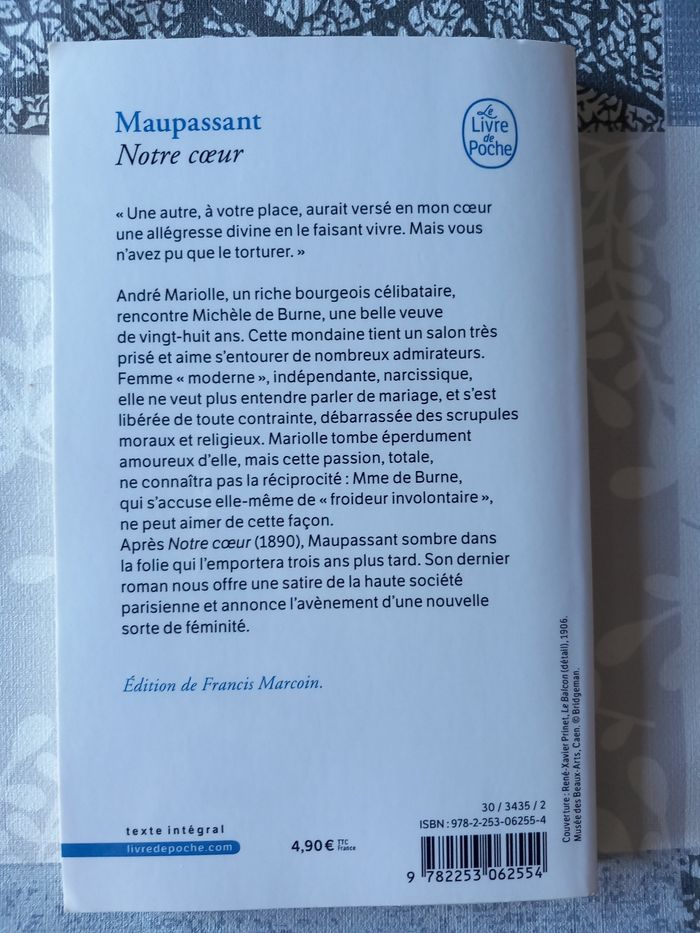 Maupassant
Notre cœur
Le
Livre
de
Poche
« Une autre, à votre place, aurait versé en mon cœur
une allégresse divine en le faisant vivre. Mais vous
n'avez pu que le torturer. »
André Mariolle, un riche bourgeois célibataire,
rencontre Michèle de Burne, une belle veuve
de vingt-huit ans. Cette mondaine tient un salon très
prisé et aime s'entourer de nombreux admirateurs.
Femme « moderne », indépendante, narcissique,
elle ne veut plus entendre parler de mariage, et s'est
libérée de toute contrainte, débarrassée des scrupules
moraux et religieux. Mariolle tombe éperdument
amoureux d'elle, mais cette passion, totale,
ne connaîtra pas la réciprocité : Mme de Burne,
qui s'accuse elle-même de « froideur involontaire »,
ne peut aimer de cette façon.
Après Notre cœur (1890), Maupassant sombre dans
la folie qui l'emportera trois ans plus tard. Son dernier
roman nous offre une satire de la haute société
parisienne et annonce l'avènement d'une nouvelle
sorte de féminité.
Édition de Francis Marcoin.
Couverture : René-Xavier Prinet, Le Balcon (détail), 1906.
Musée des Beaux-Arts, Caen. © Bridgeman.
texte intégral
livredepoche.com
4,90 € TTC
France
30 / 3435 / 2
ISBN : 978-2-253-06255-4
9 782253 062554